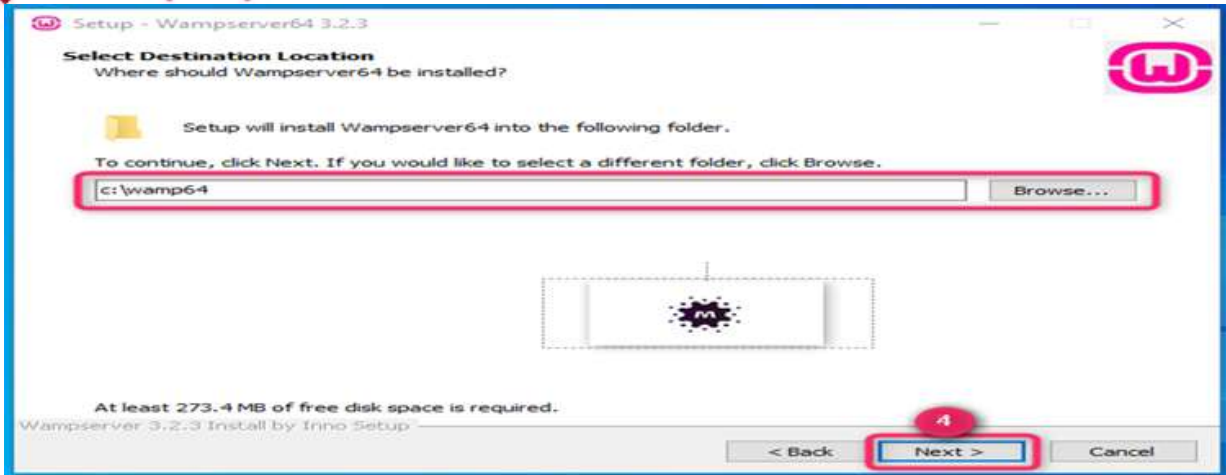 Setup - Wampserver64 3.2.3
Select Destination Location
Where should Wampserver64 be installed?
Setup will install Wampserver64 into the following folder.
To continue, click Next. If you would like to select a different folder, click Browse.
c:\wamp64
Browse...
M
At least 273.4 MB of free disk space is required.
Wampserver 3.2.3 Install by Inno Setup
4
< Back
Next >
Cancel